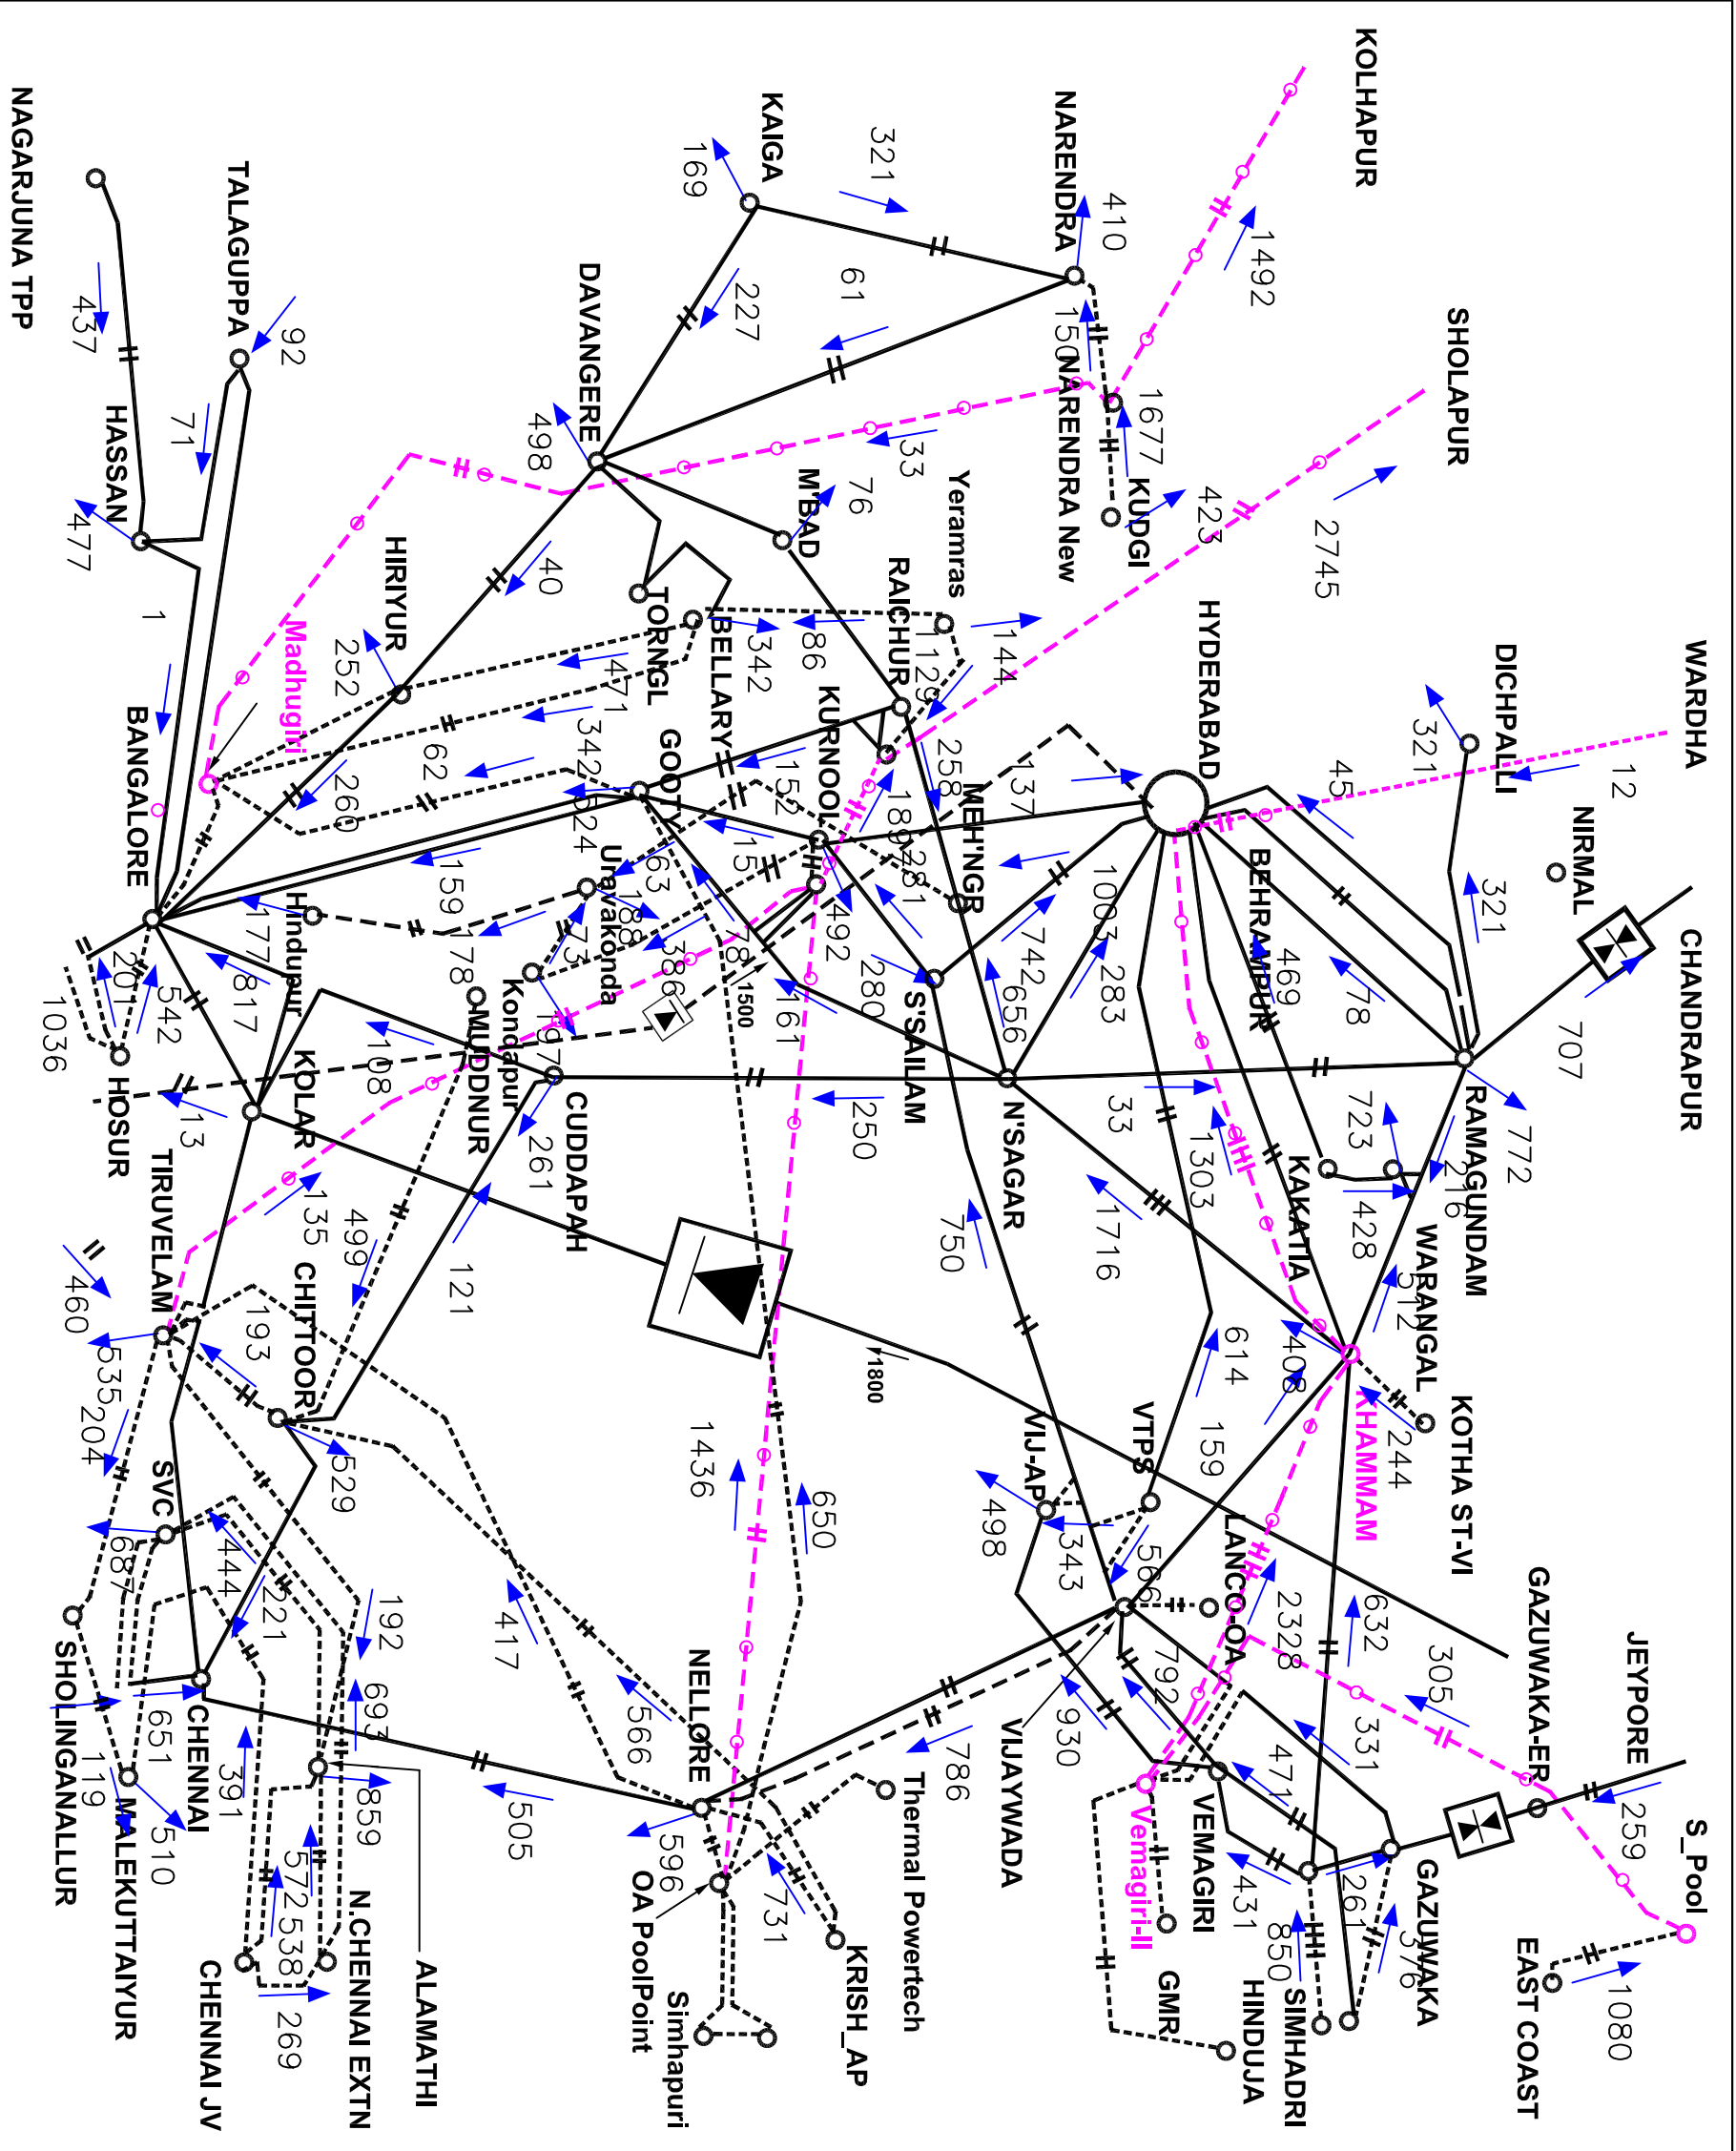 KOLHAPUR
SHOLAPUR
WARDHA
CHANDRAPUR
NARENDRA
410
1492
KAIGA
321
169
NAGARJUNA TPP
TALAGUPPA
437
92
71
HASSAN
477
1
227
61
150
NARENDRA New
1677
KUDGI
423
2745
DAVANGERE
498
33
M'BAD
76
Yeramras
40
HIRIYUR
252
Madhugiri
TORNGL
BELLARY
342
86
RAICHUR
1129
144
HYDERABAD
DICHPALLI
321
12
45
NIRMAL
BANGALORE
260
62
471
342
GOOTY
524
KURNOOL
152
258
189
MEH'NGR
137
281
159
177
Hindupur
Uravakonda
63
188
15
492
78
386
178
73
1003
742
283
BEHRAMPUR
469
78
321
707
1036
201
542
817
HOSUR
KOLAR
108
13
Kondapur
MUDDNUR
1500
161
280
S'SAILAM
656
CUDDAPAH
261
250
N'SAGAR
33
1303
KAKATIA
723
428
216
772
RAMAGUNDAM
WARANGAL
512
TIRUVELAM
135
499
CHITTOOR
121
193
460
535
204
529
750
1716
1800
614
408
159
KHAMMAM
244
KOTHA ST-VI
SVC
687
444
221
192
693
417
1436
650
VIJ-AP
498
343
VTPS
566
LANCO-OA
2328
632
305
GAZUWAKA-ER
JEYPORE
SHOLINGANALLUR
119
651
CHENNAI
391
510
MALEKUTTAIYUR
859
572
538
269
505
566
NELLORE
596
731
786
VIJAYWADA
930
792
331
471
VEMAGIRI
Vemagiri-II
431
261
376
259
GAZUWAKA
S_Pool
EAST COAST
1080
CHENNAI JV
N.CHENNAI EXTN
ALAMATHI
OA PoolPoint
Simhapuri
KRISH_AP
Thermal Powertech
GMR
HINDUJA
850
SIMHADRI